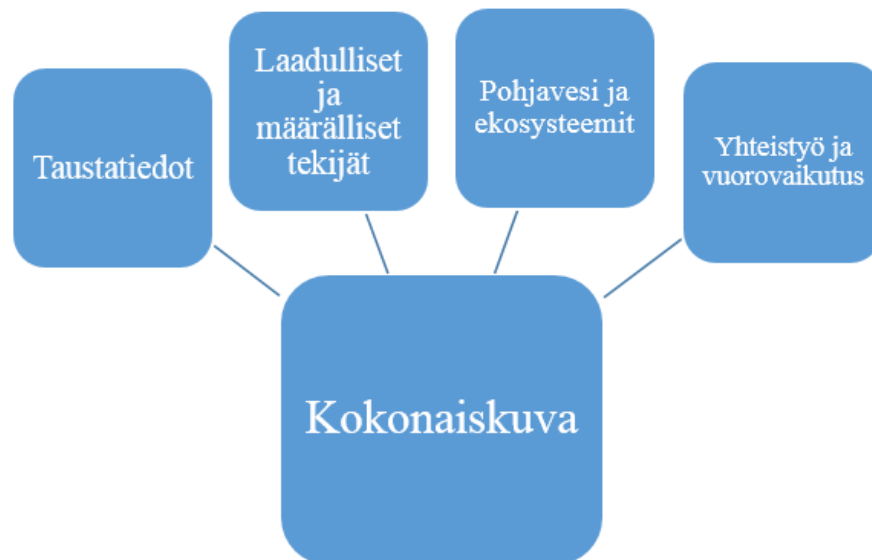 Taustatiedot
Laadulliset
ja
määrälliset
tekijät
Pohjavesi ja
ekosysteemit
Yhteistyö ja
vuorovaikutus
Kokonaiskuva